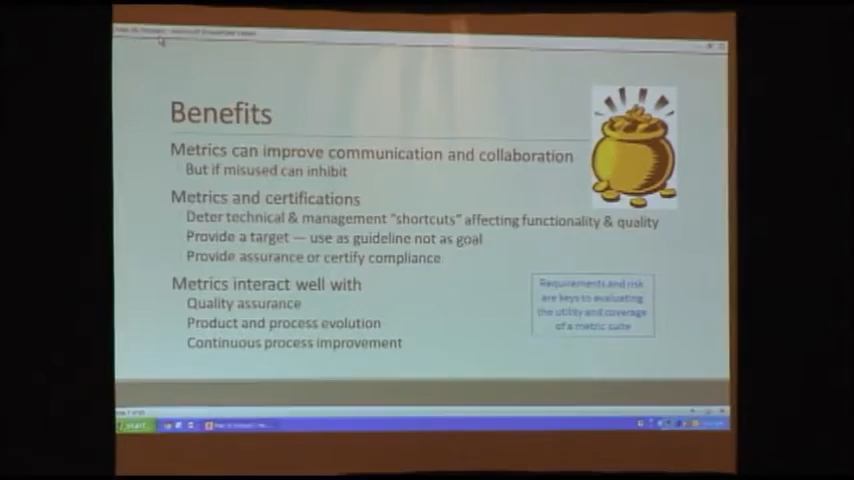 Benefits
Metrics can improve communication and collaboration
But if misused can inhibit
Metrics and certifications
Deter technical & management “shortcuts” affecting functionality & quality
Provide a target — use as guideline not as goal
Provide assurance or certify compliance
Metrics interact well with
Quality assurance
Product and process evolution
Continuous process improvement
Requirements and risk
are keys to evaluating
the utility and coverage
of a metric suite
start